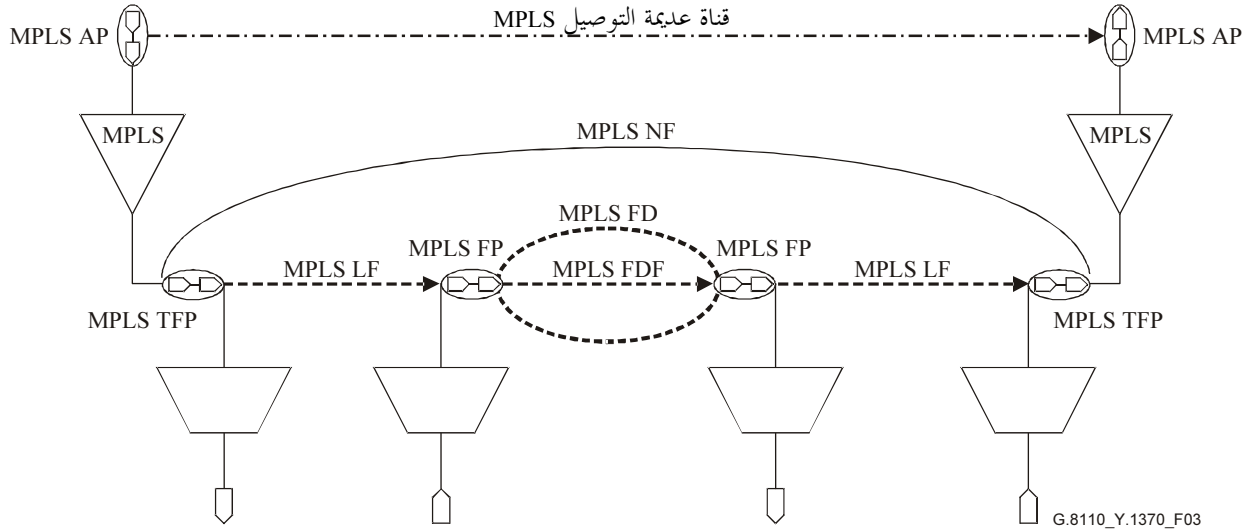 قناة عديمة التوصيل MPLS
MPLS AP
MPLS AP
MPLS
MPLS
MPLS NF
MPLS FD
MPLS FP
MPLS FP
MPLS LF
MPLS FDF
MPLS LF
MPLS TFP
MPLS TFP
G.8110_Y.1370_F03